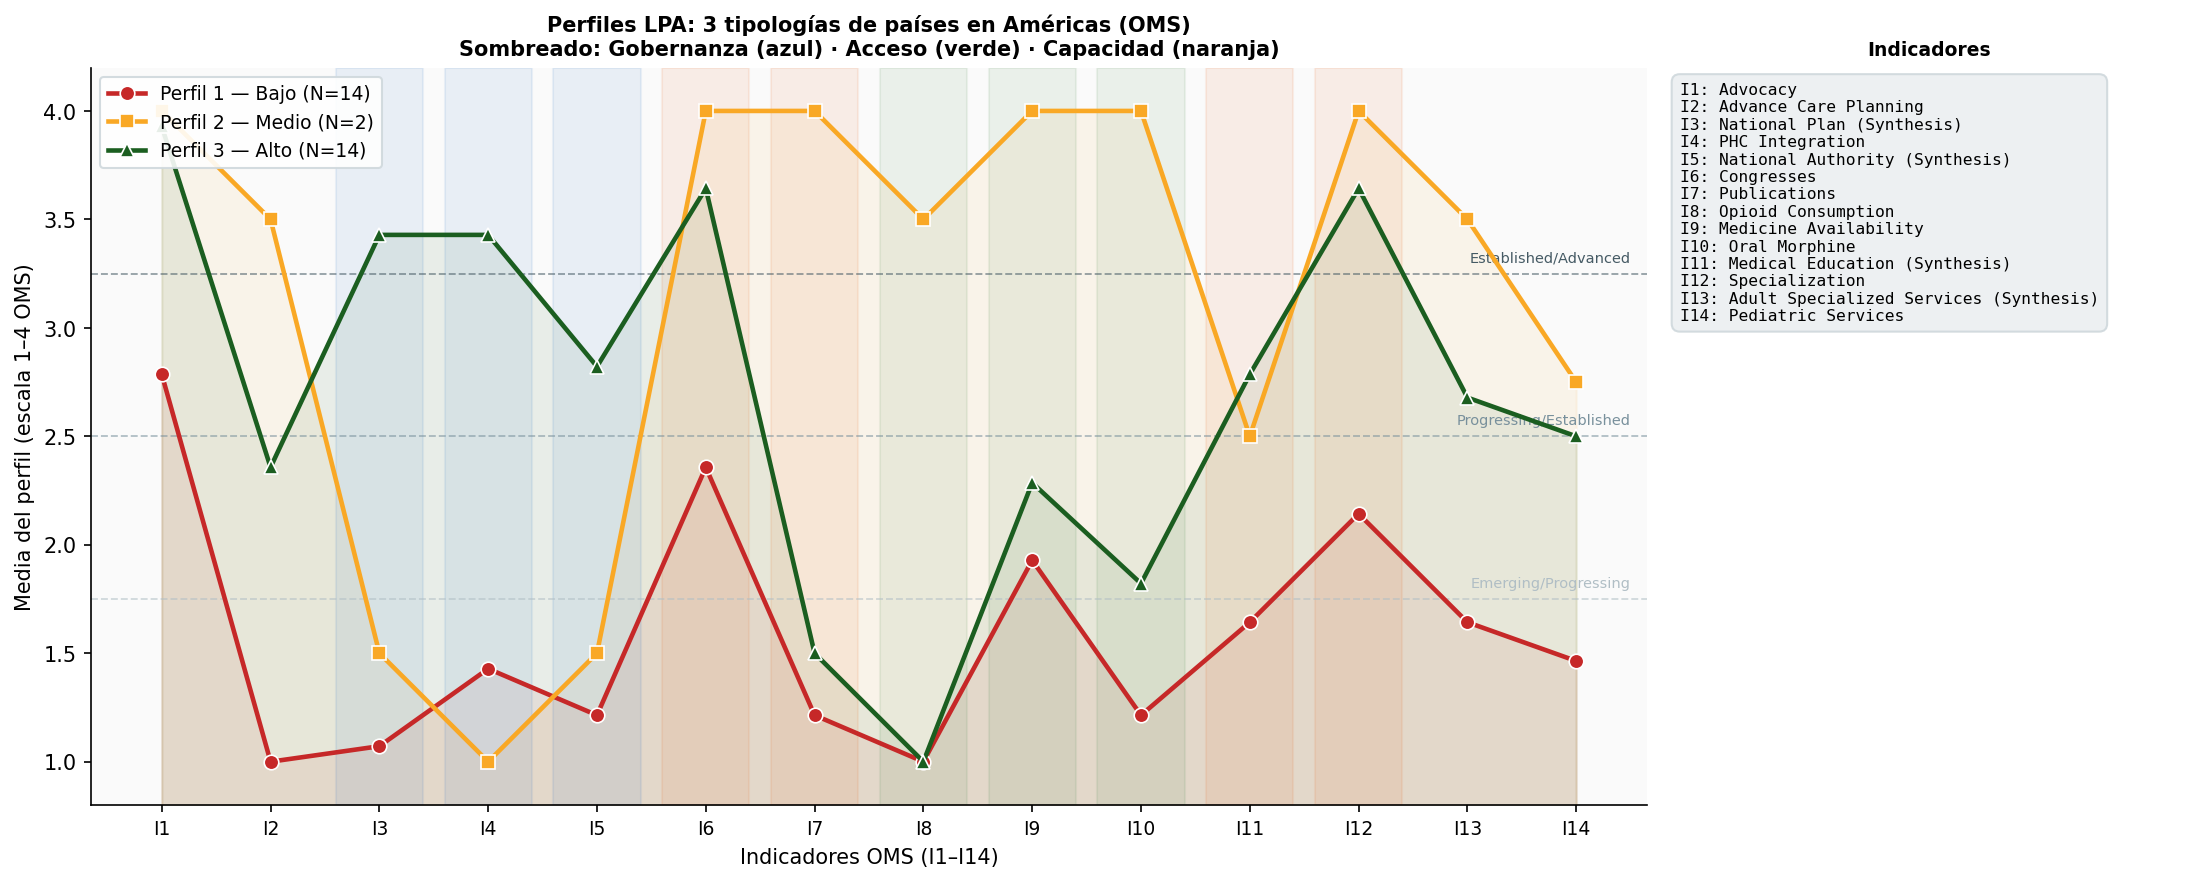 Perfiles LPA: 3 tipologías de países en Américas (OMS)
Sombreado: Gobernanza (azul) · Acceso (verde) · Capacidad (naranja)
Perfil 1 — Bajo (N=14)
Perfil 2 — Medio (N=2)
Perfil 3 — Alto (N=14)
Media del perfil (escala 1–4 OMS)
4.0
3.5
3.0
2.5
2.0
1.5
1.0
Established/Advanced
Progressing/Established
Emerging/Progressing
I1 I2 I3 I4 I5 I6 I7 I8 I9 I10 I11 I12 I13 I14
Indicadores OMS (I1–I14)
Indicadores
I1: Advocacy
I2: Advance Care Planning
I3: National Plan (Synthesis)
I4: PHC Integration
I5: National Authority (Synthesis)
I6: Congresses
I7: Publications
I8: Opioid Consumption
I9: Medicine Availability
I10: Oral Morphine
I11: Medical Education (Synthesis)
I12: Specialization
I13: Adult Specialized Services (Synthesis)
I14: Pediatric Services